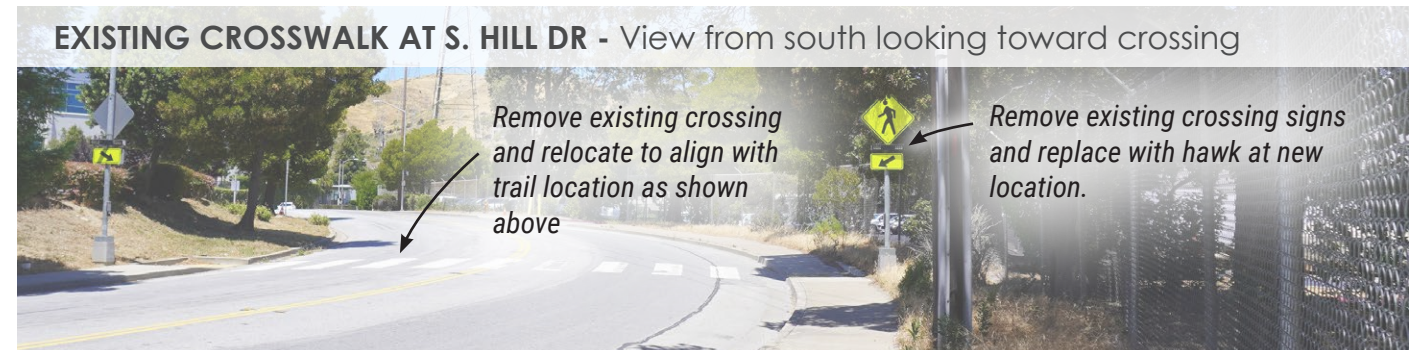 EXISTING CROSSWALK AT S. HILL DR - View from south looking toward crossing
Remove existing crossing
and relocate to align with
trail location as shown
above
Remove existing crossing signs
and replace with hawk at new
location.